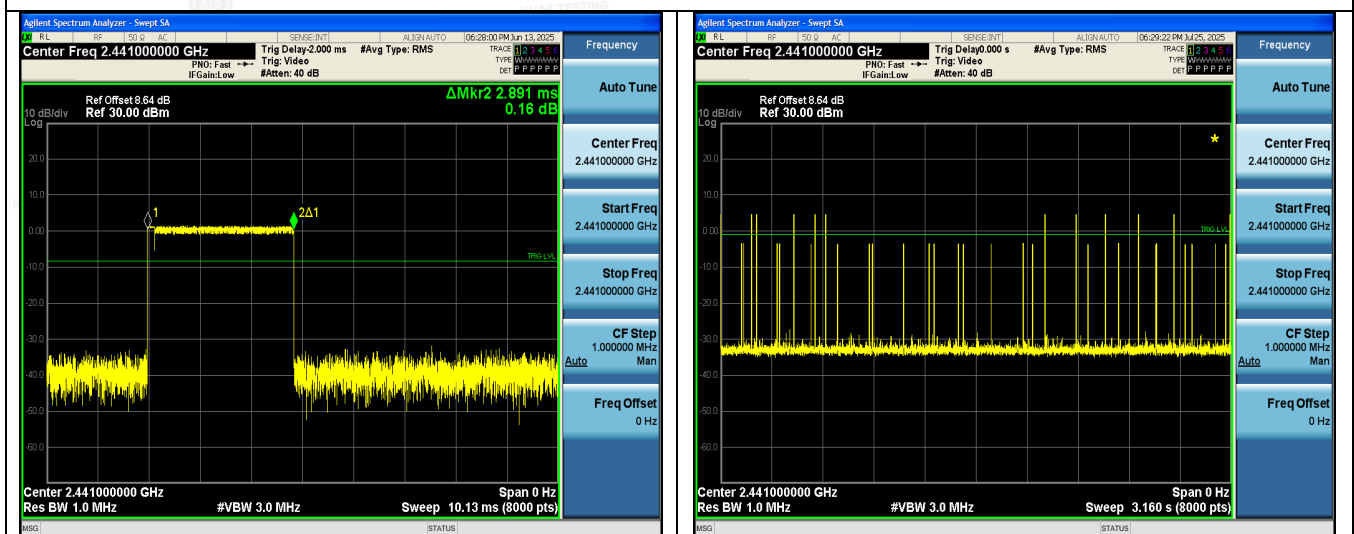 Agilent Spectrum Analyzer - Swept SA
LXI RL RF 50 Ω AC SENSE:INT ALIGN AUTO 06:28:00 PM Jun 13, 2025
Center Freq 2.441000000 GHz
PNO: Fast
IFGain:Low
Trig Delay-2.000 ms
Trig: Video
#Atten: 40 dB
#Avg Type: RMS
TRACE 1 2 3 4 5 6
TYPE
DET P P P P P P
ΔMkr2 2.891 ms
0.16 dB
Ref Offset 8.64 dB
10 dB/div Ref 30.00 dBm
Log
20.0
10.0
0.00
-10.0
-20.0
-30.0
-40.0
-50.0
-60.0
1
2Δ1
TRIG LVL
Center 2.441000000 GHz
Span 0 Hz
Res BW 1.0 MHz #VBW 3.0 MHz Sweep 10.13 ms (8000 pts)
MSG STATUS
Frequency
Auto Tune
Center Freq
2.441000000 GHz
Start Freq
2.441000000 GHz
Stop Freq
2.441000000 GHz
CF Step
1.000000 MHz
Auto Man
Freq Offset
0 Hz
Agilent Spectrum Analyzer - Swept SA
LXI RL RF 50 Ω AC SENSE:INT ALIGN AUTO 06:29:22 PM Jul 25, 2025
Center Freq 2.441000000 GHz
PNO: Fast
IFGain:Low
Trig Delay0.000 s
Trig: Video
#Atten: 40 dB
#Avg Type: RMS
TRACE 1 2 3 4 5 6
TYPE
DET P P P P P P
Ref Offset 8.64 dB
10 dB/div Ref 30.00 dBm
Log
20.0
10.0
0.00
-10.0
-20.0
-30.0
-40.0
-50.0
-60.0
*
TRIG LVL
Center 2.441000000 GHz
Span 0 Hz
Res BW 1.0 MHz #VBW 3.0 MHz Sweep 3.160 s (8000 pts)
MSG STATUS
Frequency
Auto Tune
Center Freq
2.441000000 GHz
Start Freq
2.441000000 GHz
Stop Freq
2.441000000 GHz
CF Step
1.000000 MHz
Auto Man
Freq Offset
0 Hz